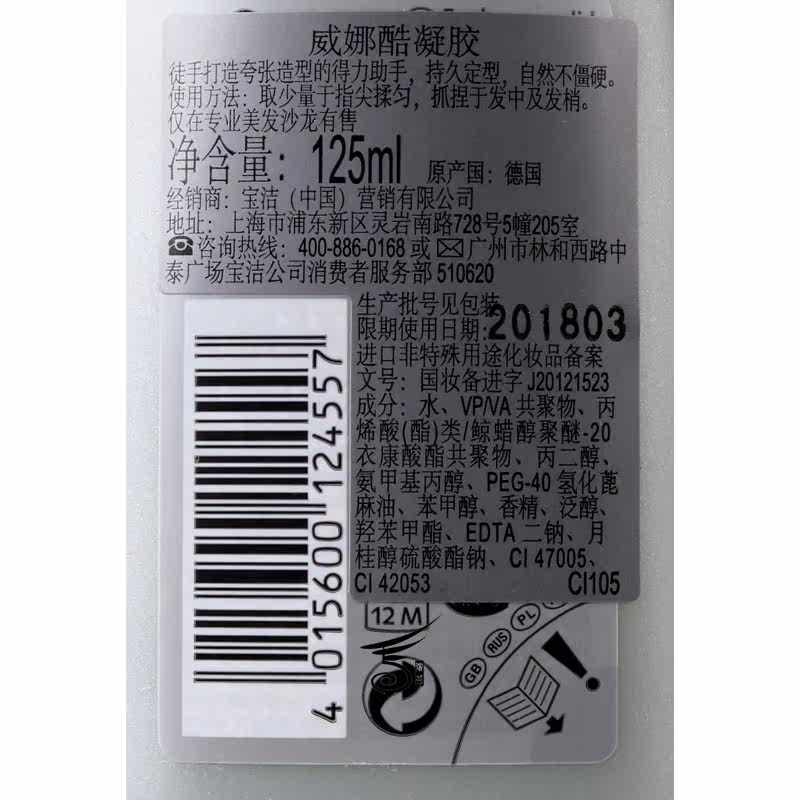 威娜酷凝胶
徒手打造夸张造型的得力助手，持久定型，自然不僵硬。
使用方法：取少量于指尖揉匀，抓捏于发中及发梢。
仅在专业美发沙龙有售
净含量：125ml 原产国：德国
经销商：宝洁（中国）营销有限公司
地址：上海市浦东新区灵岩南路728号5幢205室
☎咨询热线：400-886-0168 或 ✉广州市林和西路中
泰广场宝洁公司消费者服务部 510620
生产批号见包装
限期使用日期:201803
进口非特殊用途化妆品备案
文号：国妆备进字 J20121523
成分：水、VP/VA 共聚物、丙
烯酸(酯)类/鲸蜡醇聚醚-20
衣康酸酯共聚物、丙二醇、
氨甲基丙醇、PEG-40 氢化蓖
麻油、苯甲醇、香精、泛醇、
羟苯甲酯、EDTA 二钠、月
桂醇硫酸酯钠、CI 47005、
CI 42053 CI105
4 015600 124557
12 M
GB RUS PL